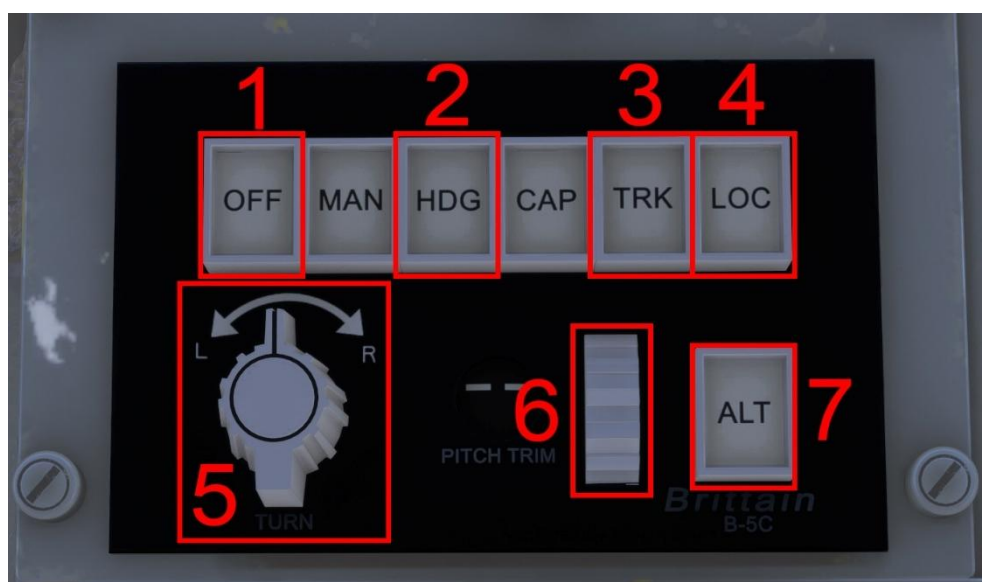 1 2 3 4
OFF MAN HDG CAP TRK LOC
L R
6 ALT 7
PITCH TRIM
5 Brittain
TURN B-5C